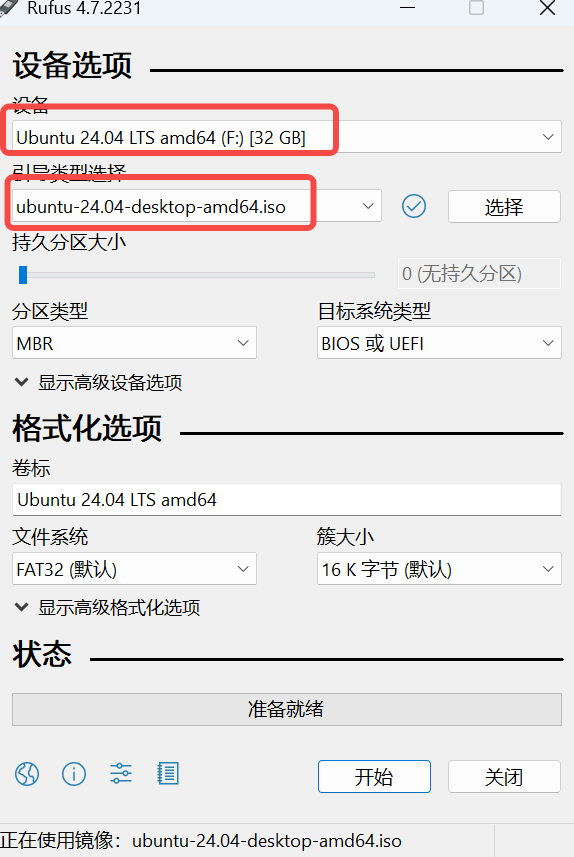 Rufus 4.7.2231
设备选项
设备
Ubuntu 24.04 LTS amd64 (F:) [32 GB]
引导类型选择
ubuntu-24.04-desktop-amd64.iso
选择
持久分区大小
0 (无持久分区)
分区类型
目标系统类型
MBR
BIOS 或 UEFI
显示高级设备选项
格式化选项
卷标
Ubuntu 24.04 LTS amd64
文件系统
簇大小
FAT32 (默认)
16 K 字节 (默认)
显示高级格式化选项
状态
准备就绪
开始
关闭
正在使用镜像：ubuntu-24.04-desktop-amd64.iso